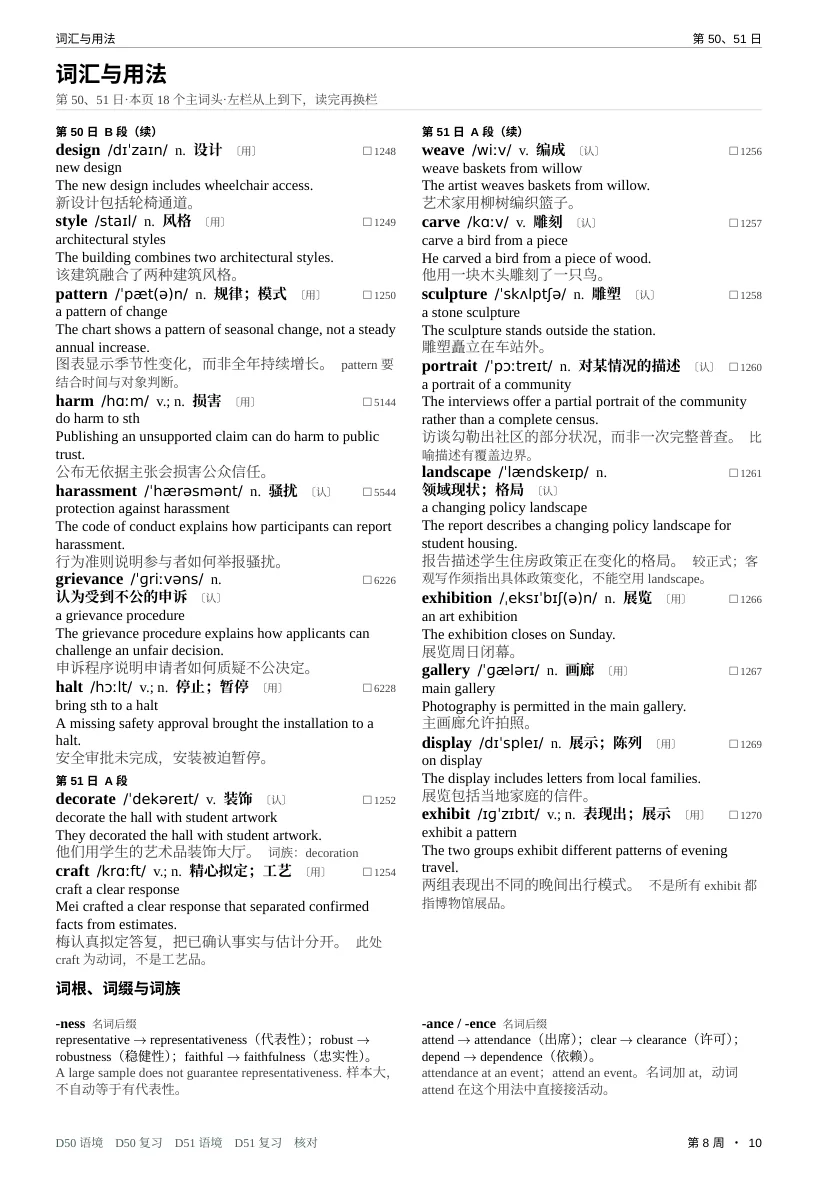 词汇与用法
第 50、51 日
词汇与用法
第 50、51 日·本页 18 个主词头·左栏从上到下，读完再换栏
第 50 日 B 段（续）
design /dɪˈzaɪn/ n. 设计 〔用〕 □ 1248
new design
The new design includes wheelchair access.
新设计包括轮椅通道。
style /staɪl/ n. 风格 〔用〕 □ 1249
architectural styles
The building combines two architectural styles.
该建筑融合了两种建筑风格。
pattern /ˈpæt(ə)n/ n. 规律；模式 〔用〕 □ 1250
a pattern of change
The chart shows a pattern of seasonal change, not a steady
annual increase.
图表显示季节性变化，而非全年持续增长。 pattern 要
结合时间与对象判断。
harm /hɑːm/ v.; n. 损害 〔用〕 □ 5144
do harm to sth
Publishing an unsupported claim can do harm to public
trust.
公布无依据主张会损害公众信任。
harassment /ˈhærəsmənt/ n. 骚扰 〔认〕 □ 5544
protection against harassment
The code of conduct explains how participants can report
harassment.
行为准则说明参与者如何举报骚扰。
grievance /ˈɡriːvəns/ n. □ 6226
认为受到不公的申诉 〔认〕
a grievance procedure
The grievance procedure explains how applicants can
challenge an unfair decision.
申诉程序说明申请者如何质疑不公决定。
halt /hɔːlt/ v.; n. 停止；暂停 〔用〕 □ 6228
bring sth to a halt
A missing safety approval brought the installation to a
halt.
安全审批未完成，安装被迫暂停。
第 51 日 A 段
decorate /ˈdekəreɪt/ v. 装饰 〔认〕 □ 1252
decorate the hall with student artwork
They decorated the hall with student artwork.
他们用学生的艺术品装饰大厅。 词族：decoration
craft /krɑːft/ v.; n. 精心拟定；工艺 〔用〕 □ 1254
craft a clear response
Mei crafted a clear response that separated confirmed
facts from estimates.
梅认真拟定答复，把已确认事实与估计分开。 此处
craft 为动词，不是工艺品。
第 51 日 A 段（续）
weave /wiːv/ v. 编成 〔认〕 □ 1256
weave baskets from willow
The artist weaves baskets from willow.
艺术家用柳树编织篮子。
carve /kɑːv/ v. 雕刻 〔认〕 □ 1257
carve a bird from a piece
He carved a bird from a piece of wood.
他用一块木头雕刻了一只鸟。
sculpture /ˈskʌlptʃə/ n. 雕塑 〔认〕 □ 1258
a stone sculpture
The sculpture stands outside the station.
雕塑矗立在车站外。
portrait /ˈpɔːtreɪt/ n. 对某情况的描述 〔认〕 □ 1260
a portrait of a community
The interviews offer a partial portrait of the community
rather than a complete census.
访谈勾勒出社区的部分状况，而非一次完整普查。 比
喻描述有覆盖边界。
landscape /ˈlændskeɪp/ n. □ 1261
领域现状；格局 〔认〕
a changing policy landscape
The report describes a changing policy landscape for
student housing.
报告描述学生住房政策正在变化的格局。 较正式；客
观写作须指出具体政策变化，不能空用 landscape。
exhibition /ˌeksɪˈbɪʃ(ə)n/ n. 展览 〔用〕 □ 1266
an art exhibition
The exhibition closes on Sunday.
展览周日闭幕。
gallery /ˈɡælərɪ/ n. 画廊 〔用〕 □ 1267
main gallery
Photography is permitted in the main gallery.
主画廊允许拍照。
display /dɪˈspleɪ/ n. 展示；陈列 〔用〕 □ 1269
on display
The display includes letters from local families.
展览包括当地家庭的信件。
exhibit /ɪɡˈzɪbɪt/ v.; n. 表现出；展示 〔用〕 □ 1270
exhibit a pattern
The two groups exhibit different patterns of evening
travel.
两组表现出不同的晚间出行模式。 不是所有 exhibit 都
指博物馆展品。
词根、词缀与词族
-ness 名词后缀
representative → representativeness（代表性）；robust →
robustness（稳健性）；faithful → faithfulness（忠实性）。
A large sample does not guarantee representativeness. 样本大，
不自动等于有代表性。
-ance / -ence 名词后缀
attend → attendance（出席）；clear → clearance（许可）；
depend → dependence（依赖）。
attendance at an event；attend an event。名词加 at，动词
attend 在这个用法中直接接活动。
D50 语境 D50 复习 D51 语境 D51 复习 核对
第 8 周 · 10